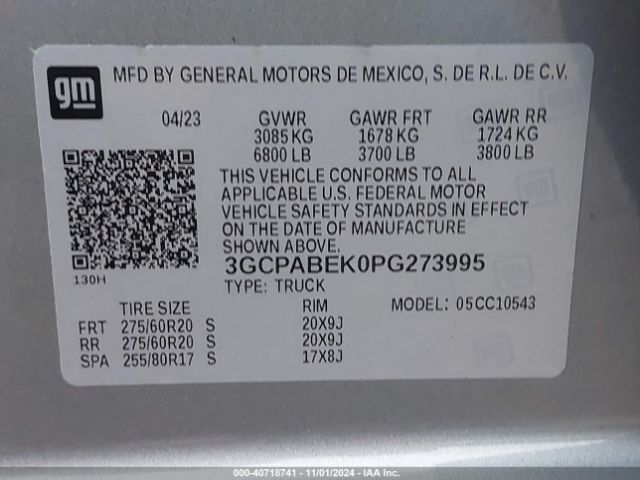 gm
MFD BY GENERAL MOTORS DE MEXICO, S. DE R.L. DE C.V.
04/23 GVWR GAWR FRT GAWR RR
3085 KG 1678 KG 1724 KG
6800 LB 3700 LB 3800 LB
THIS VEHICLE CONFORMS TO ALL
APPLICABLE U.S. FEDERAL MOTOR
VEHICLE SAFETY STANDARDS IN EFFECT
ON THE DATE OF MANUFACTURE
SHOWN ABOVE.
130H
3GCPABEK0PG273995
TYPE: TRUCK
TIRE SIZE RIM MODEL: 05CC10543
FRT 275/60R20 S 20X9J
RR 275/60R20 S 20X9J
SPA 255/80R17 S 17X8J
000-40718741 - 11/01/2024 - IAA Inc.